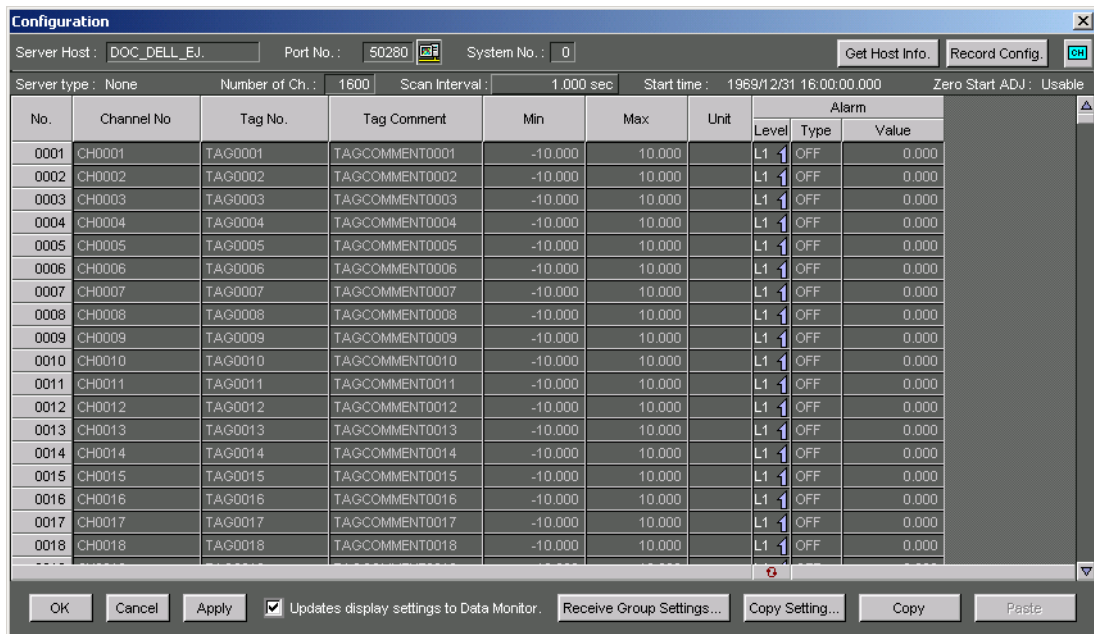 Configuration
Server Host : DOC_DELL_EJ. Port No. : 50280 System No. : 0 Get Host Info. Record Config. CH
Server type : None Number of Ch. : 1600 Scan Interval : 1.000 sec Start time : 1969/12/31 16:00:00.000 Zero Start ADJ : Usable
No. Channel No Tag No. Tag Comment Min Max Unit Alarm
Level Type Value
0001 CH0001 TAG0001 TAGCOMMENT0001 -10.000 10.000 L1 OFF 0.000
0002 CH0002 TAG0002 TAGCOMMENT0002 -10.000 10.000 L1 OFF 0.000
0003 CH0003 TAG0003 TAGCOMMENT0003 -10.000 10.000 L1 OFF 0.000
0004 CH0004 TAG0004 TAGCOMMENT0004 -10.000 10.000 L1 OFF 0.000
0005 CH0005 TAG0005 TAGCOMMENT0005 -10.000 10.000 L1 OFF 0.000
0006 CH0006 TAG0006 TAGCOMMENT0006 -10.000 10.000 L1 OFF 0.000
0007 CH0007 TAG0007 TAGCOMMENT0007 -10.000 10.000 L1 OFF 0.000
0008 CH0008 TAG0008 TAGCOMMENT0008 -10.000 10.000 L1 OFF 0.000
0009 CH0009 TAG0009 TAGCOMMENT0009 -10.000 10.000 L1 OFF 0.000
0010 CH0010 TAG0010 TAGCOMMENT0010 -10.000 10.000 L1 OFF 0.000
0011 CH0011 TAG0011 TAGCOMMENT0011 -10.000 10.000 L1 OFF 0.000
0012 CH0012 TAG0012 TAGCOMMENT0012 -10.000 10.000 L1 OFF 0.000
0013 CH0013 TAG0013 TAGCOMMENT0013 -10.000 10.000 L1 OFF 0.000
0014 CH0014 TAG0014 TAGCOMMENT0014 -10.000 10.000 L1 OFF 0.000
0015 CH0015 TAG0015 TAGCOMMENT0015 -10.000 10.000 L1 OFF 0.000
0016 CH0016 TAG0016 TAGCOMMENT0016 -10.000 10.000 L1 OFF 0.000
0017 CH0017 TAG0017 TAGCOMMENT0017 -10.000 10.000 L1 OFF 0.000
0018 CH0018 TAG0018 TAGCOMMENT0018 -10.000 10.000 L1 OFF 0.000
OK Cancel Apply Updates display settings to Data Monitor. Receive Group Settings... Copy Setting... Copy Paste